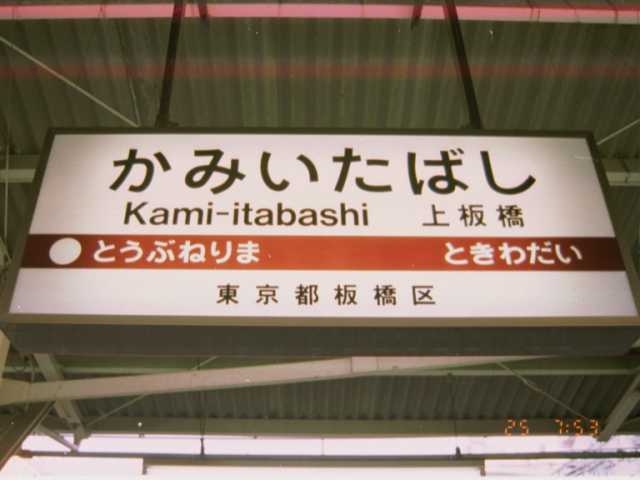 かみいたばし
Kami-itabashi 上板橋
とうぶねりま ときわだい
東京都板橋区
25 7:53